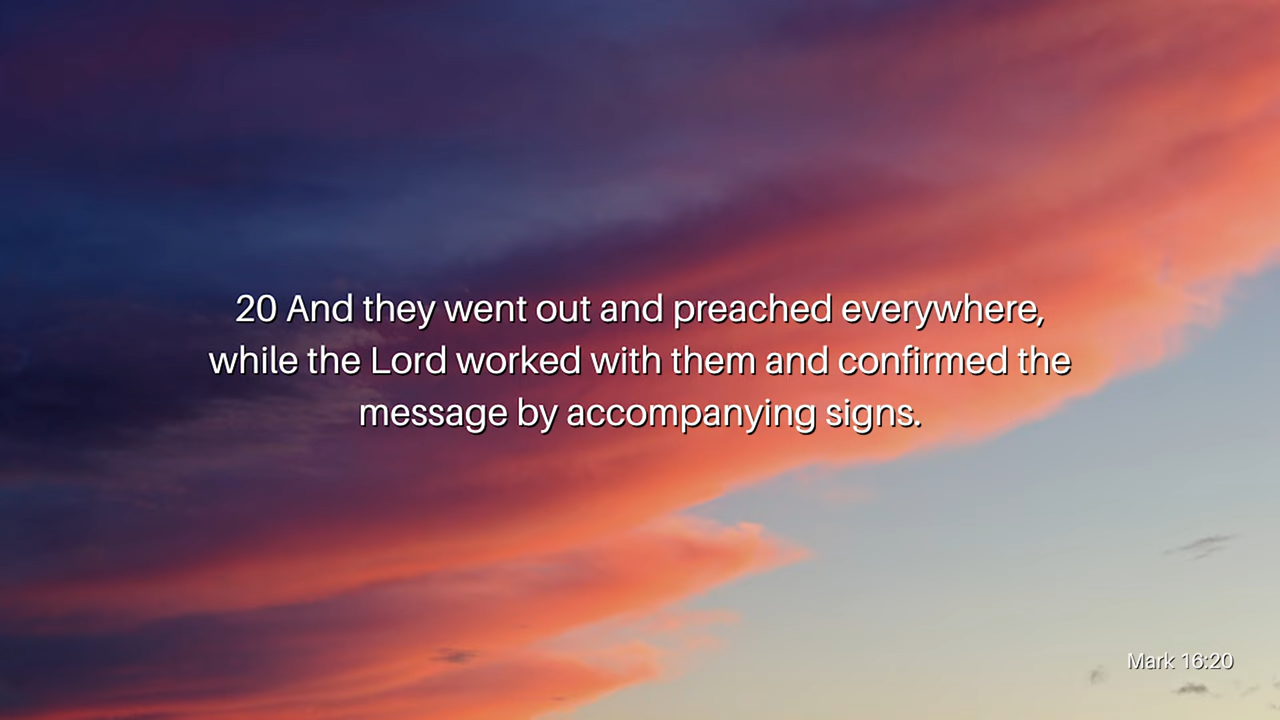 20 And they went out and preached everywhere,
while the Lord worked with them and confirmed the
message by accompanying signs.
Mark 16:20